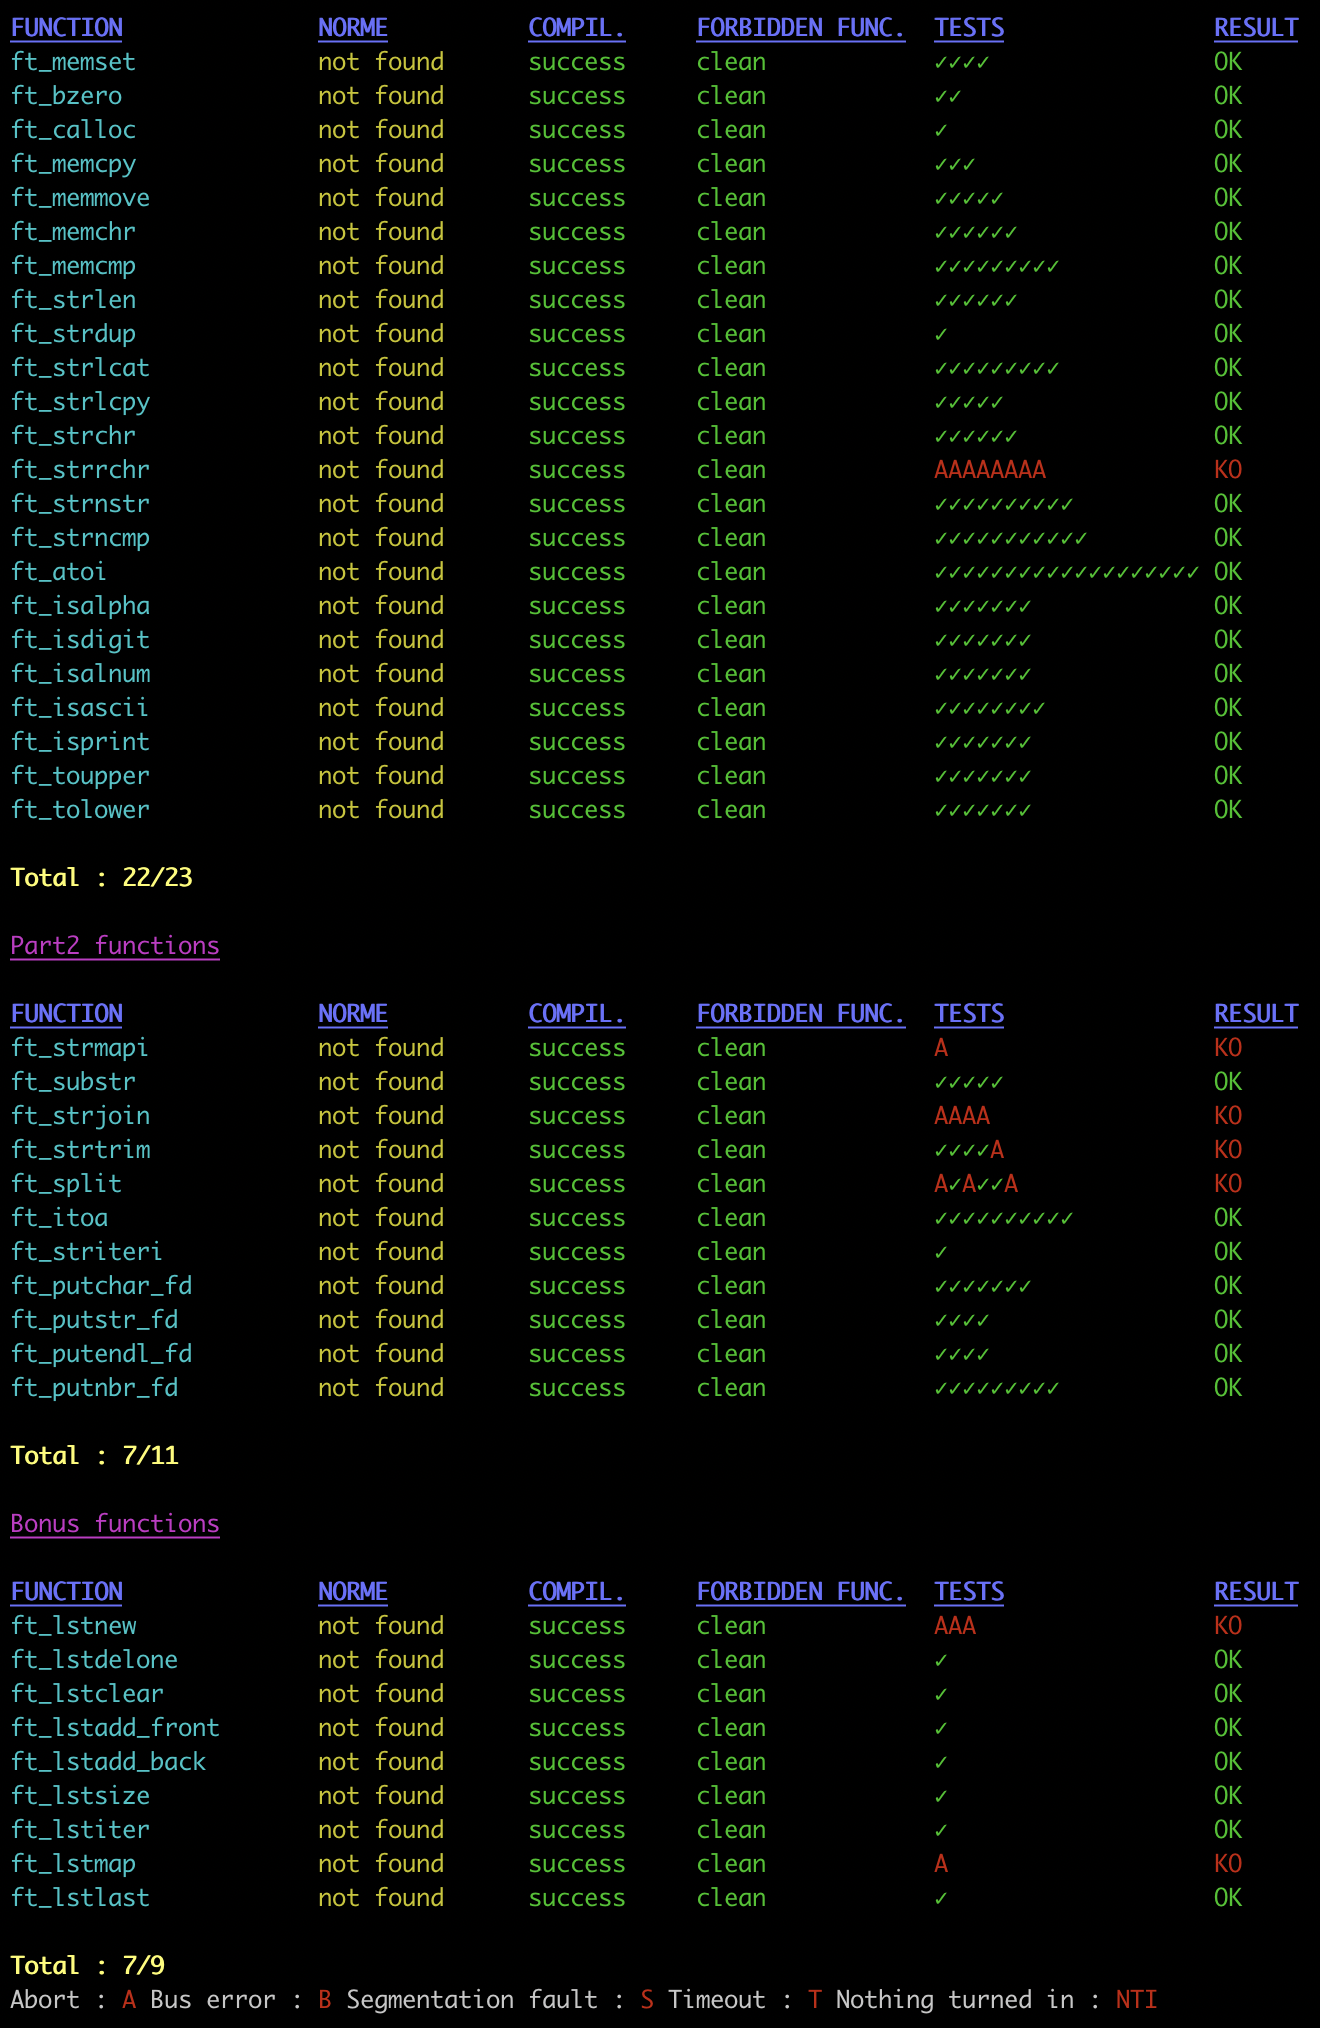 FUNCTION NORME COMPIL. FORBIDDEN FUNC. TESTS RESULT
ft_memset not found success clean ✓✓✓✓ OK
ft_bzero not found success clean ✓✓ OK
ft_calloc not found success clean ✓ OK
ft_memcpy not found success clean ✓✓✓ OK
ft_memmove not found success clean ✓✓✓✓✓ OK
ft_memchr not found success clean ✓✓✓✓✓✓ OK
ft_memcmp not found success clean ✓✓✓✓✓✓✓✓✓ OK
ft_strlen not found success clean ✓✓✓✓✓✓ OK
ft_strdup not found success clean ✓ OK
ft_strlcat not found success clean ✓✓✓✓✓✓✓✓✓ OK
ft_strlcpy not found success clean ✓✓✓✓✓ OK
ft_strchr not found success clean ✓✓✓✓✓✓ OK
ft_strrchr not found success clean AAAAAAAA KO
ft_strnstr not found success clean ✓✓✓✓✓✓✓✓✓✓ OK
ft_strncmp not found success clean ✓✓✓✓✓✓✓✓✓✓✓ OK
ft_atoi not found success clean ✓✓✓✓✓✓✓✓✓✓✓✓✓✓✓✓✓✓✓ OK
ft_isalpha not found success clean ✓✓✓✓✓✓✓ OK
ft_isdigit not found success clean ✓✓✓✓✓✓✓ OK
ft_isalnum not found success clean ✓✓✓✓✓✓✓ OK
ft_isascii not found success clean ✓✓✓✓✓✓✓✓ OK
ft_isprint not found success clean ✓✓✓✓✓✓✓ OK
ft_toupper not found success clean ✓✓✓✓✓✓✓ OK
ft_tolower not found success clean ✓✓✓✓✓✓✓ OK
Total : 22/23
Part2 functions
FUNCTION NORME COMPIL. FORBIDDEN FUNC. TESTS RESULT
ft_strmapi not found success clean A KO
ft_substr not found success clean ✓✓✓✓✓ OK
ft_strjoin not found success clean AAAA KO
ft_strtrim not found success clean ✓✓✓✓A KO
ft_split not found success clean A✓A✓✓A KO
ft_itoa not found success clean ✓✓✓✓✓✓✓✓✓✓ OK
ft_striteri not found success clean ✓ OK
ft_putchar_fd not found success clean ✓✓✓✓✓✓✓ OK
ft_putstr_fd not found success clean ✓✓✓✓ OK
ft_putendl_fd not found success clean ✓✓✓✓ OK
ft_putnbr_fd not found success clean ✓✓✓✓✓✓✓✓✓ OK
Total : 7/11
Bonus functions
FUNCTION NORME COMPIL. FORBIDDEN FUNC. TESTS RESULT
ft_lstnew not found success clean AAA KO
ft_lstdelone not found success clean ✓ OK
ft_lstclear not found success clean ✓ OK
ft_lstadd_front not found success clean ✓ OK
ft_lstadd_back not found success clean ✓ OK
ft_lstsize not found success clean ✓ OK
ft_lstiter not found success clean ✓ OK
ft_lstmap not found success clean A KO
ft_lstlast not found success clean ✓ OK
Total : 7/9
Abort : A Bus error : B Segmentation fault : S Timeout : T Nothing turned in : NTI